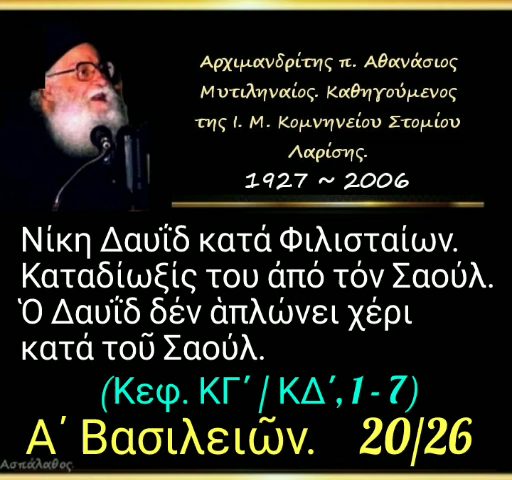 Αρχιμανδρίτης π. Αθανάσιος
Μυτιληναίος. Καθηγούμενος
της Ι. Μ. Κομνηνείου Στομίου
Λαρίσης.
1927 ~ 2006
Νίκη Δαυΐδ κατά Φιλισταίων.
Καταδίωξίς του άπό τόν Σαούλ.
Ὁ Δαυΐδ δέν ἁπλώνει χέρι
κατά τοῦ Σαούλ.
(Κεφ. ΚΓ΄ / ΚΔ΄, 1 - 7)
Α΄ Βασιλειῶν. 20/26
Ασπάλαθος.